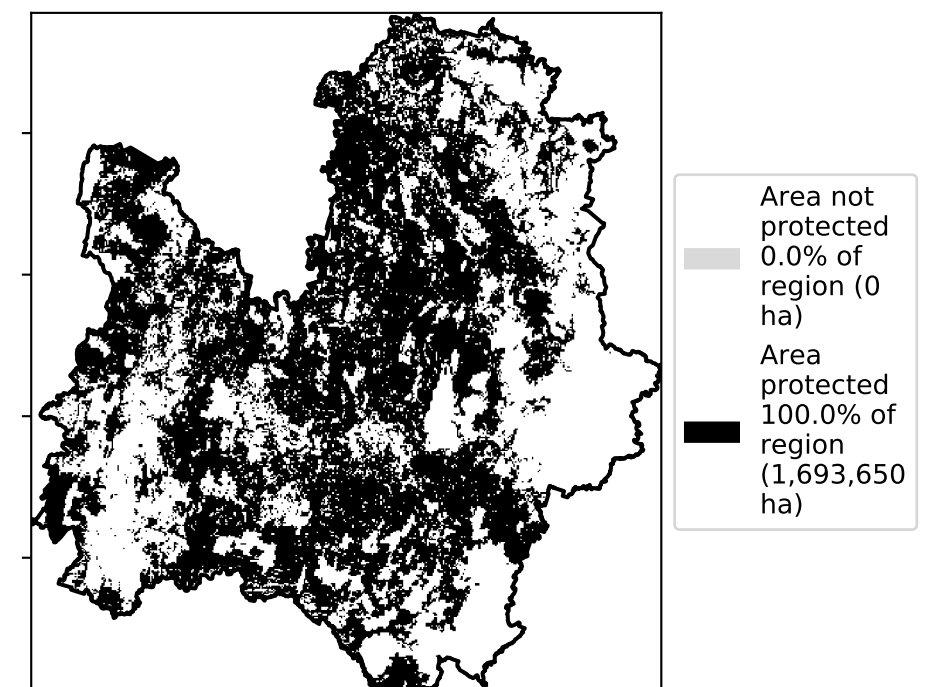 Area not
protected
0.0% of
region (0
ha)
Area
protected
100.0% of
region
(1,693,650
ha)